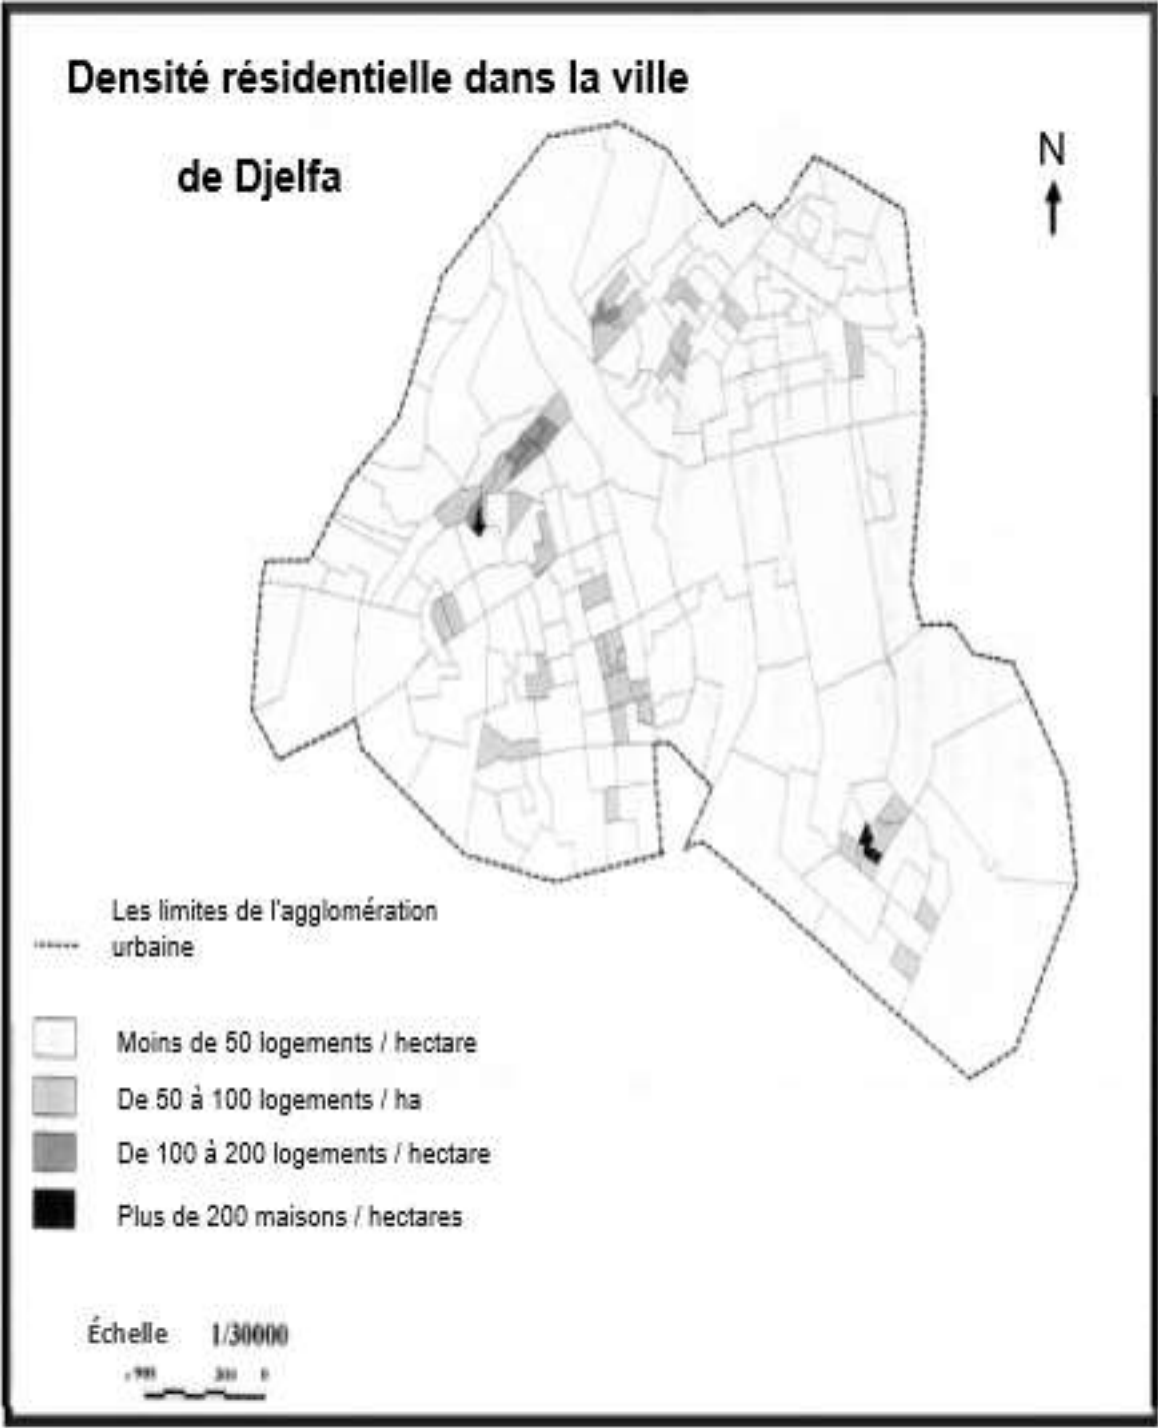 Densité résidentielle dans la ville
de Djelfa
N
Les limites de l'agglomération
urbaine
Moins de 50 logements / hectare
De 50 à 100 logements / ha
De 100 à 200 logements / hectare
Plus de 200 maisons / hectares
Échelle 1/30000
0